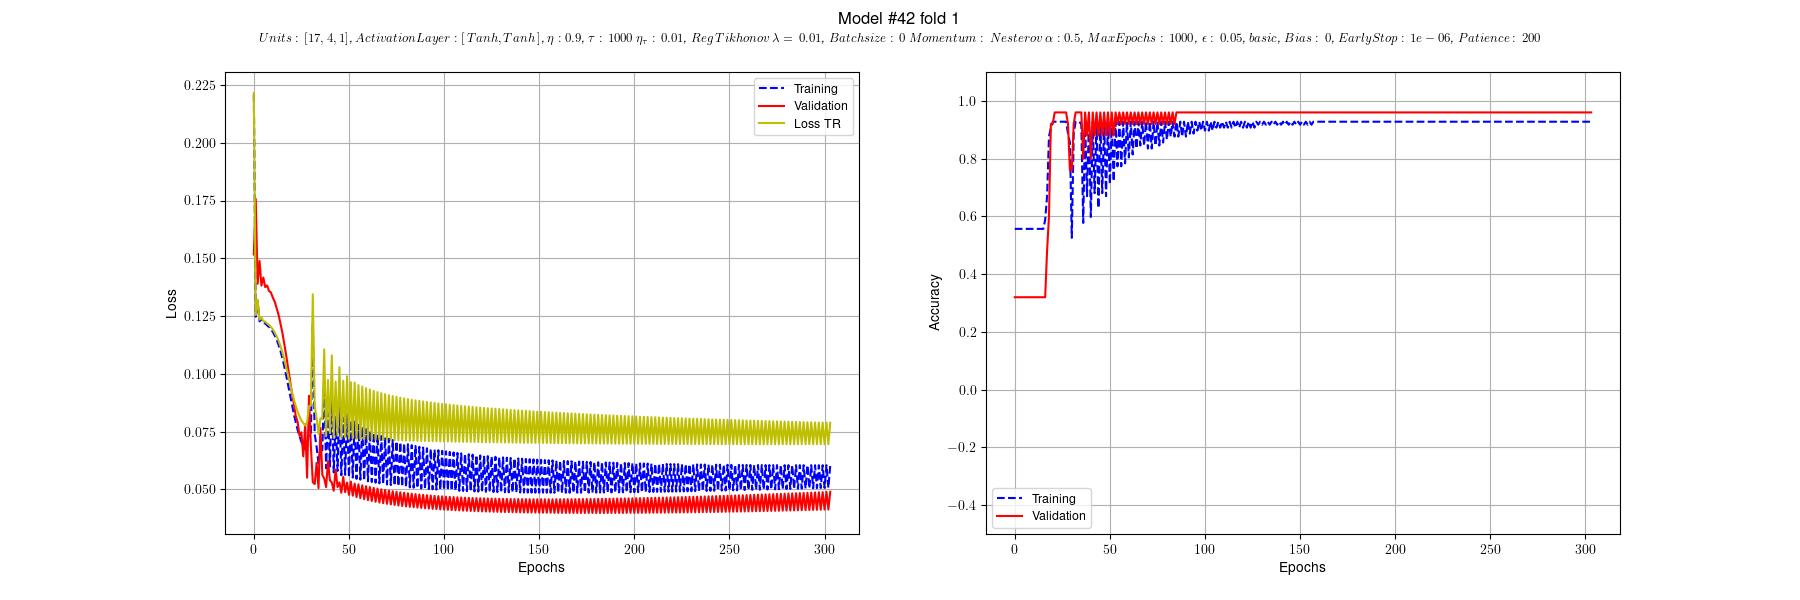 Model #42 fold 1
Units : [17, 4, 1], ActivationLayer : [Tanh, Tanh], η : 0.9, τ : 1000 η_τ : 0.01, RegTikhonov λ = 0.01, Batchsize : 0 Momentum : Nesterov α : 0.5, MaxEpochs : 1000, ϵ : 0.05, basic, Bias : 0, EarlyStop : 1e − 06, Patience : 200
0.225
0.200
0.175
0.150
0.125
0.100
0.075
0.050
Loss
0 50 100 150 200 250 300
Epochs
Training
Validation
Loss TR
1.0
0.8
0.6
0.4
0.2
0.0
−0.2
−0.4
Accuracy
0 50 100 150 200 250 300
Epochs
Training
Validation